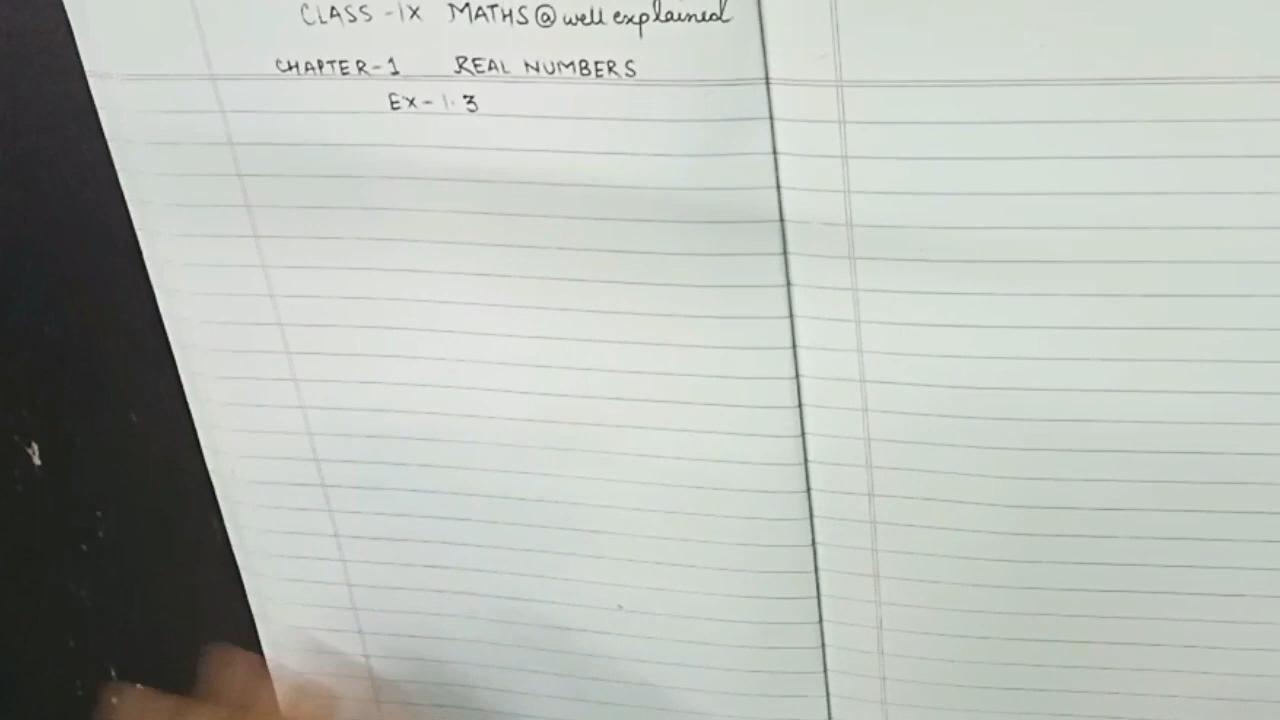 CLASS -IX MATHS @ well explained
CHAPTER-1 REAL NUMBERS
EX-1.3